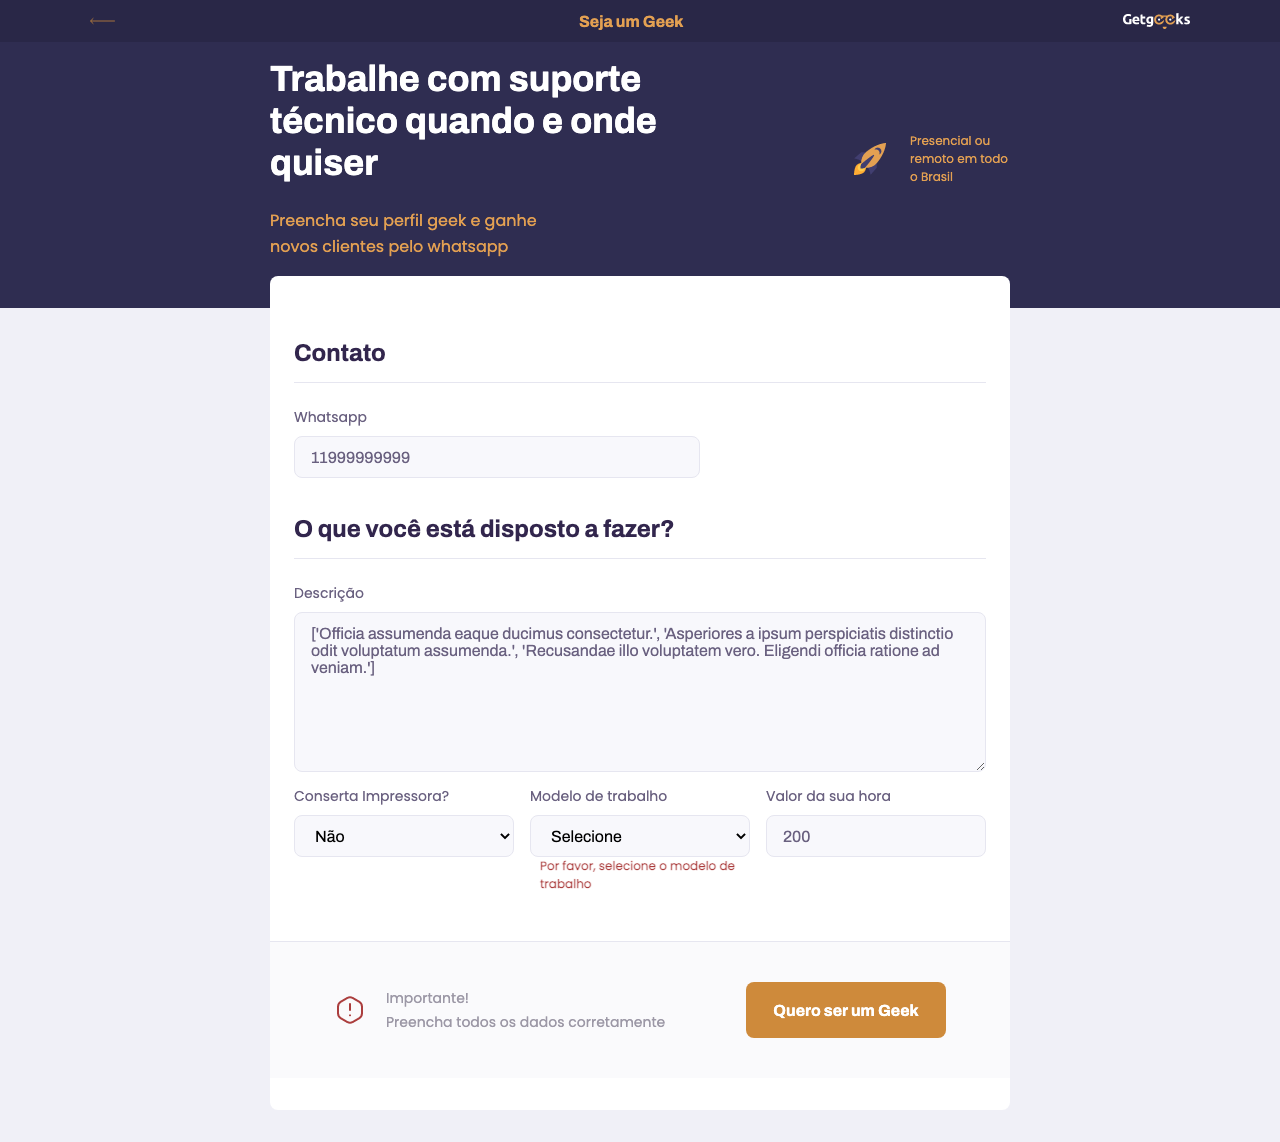 Seja um Geek
Getgeeks
Trabalhe com suporte
técnico quando e onde
quiser
Presencial ou
remoto em todo
o Brasil
Preencha seu perfil geek e ganhe
novos clientes pelo whatsapp
Contato
Whatsapp
11999999999
O que você está disposto a fazer?
Descrição
['Officia assumenda eaque ducimus consectetur.', 'Asperiores a ipsum perspiciatis distinctio
odit voluptatum assumenda.', 'Recusandae illo voluptatem vero. Eligendi officia ratione ad
veniam.']
Conserta Impressora?
Modelo de trabalho
Valor da sua hora
Não
Selecione
200
Por favor, selecione o modelo de
trabalho
Importante!
Preencha todos os dados corretamente
Quero ser um Geek